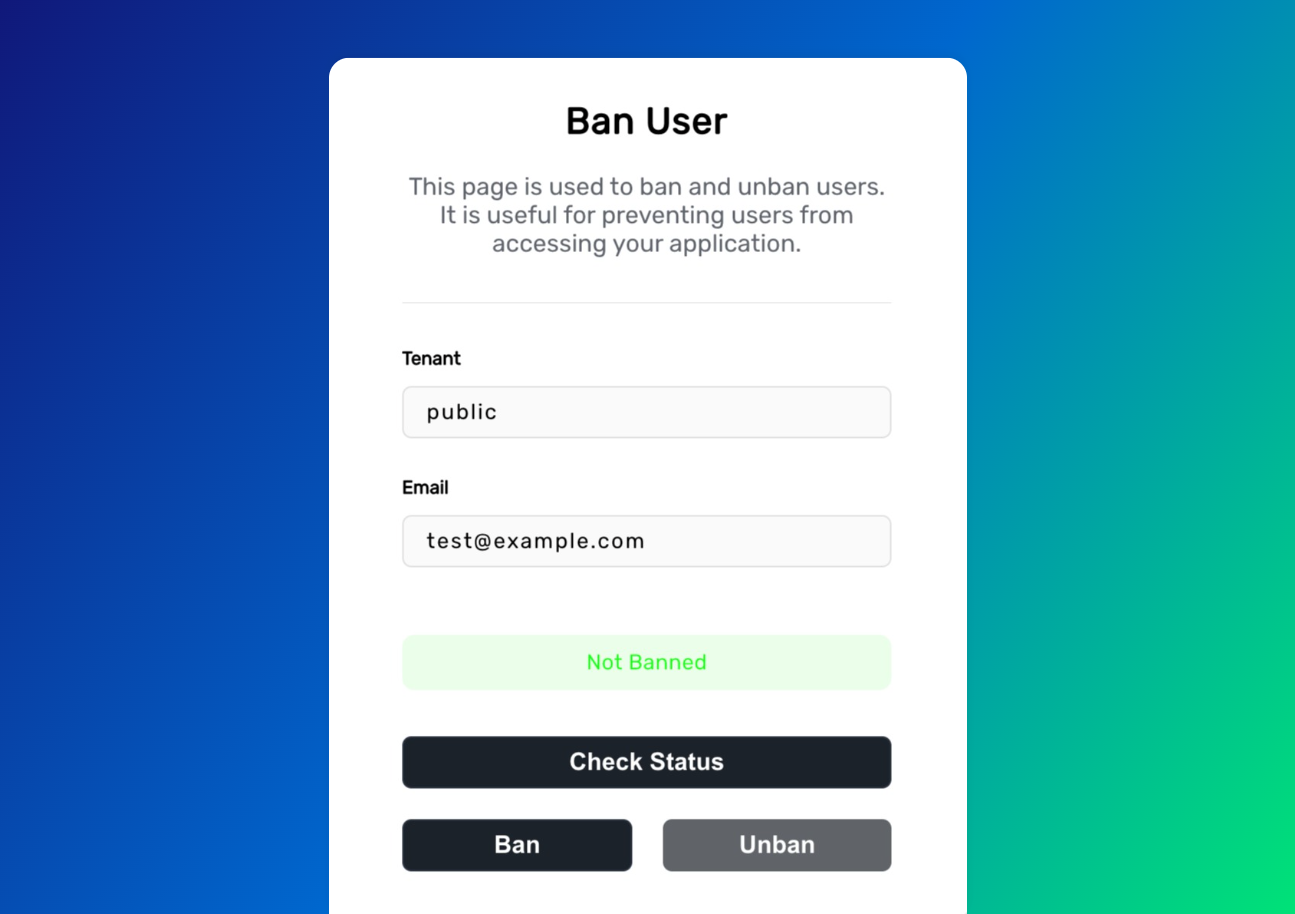 Ban User
This page is used to ban and unban users.
It is useful for preventing users from
accessing your application.
Tenant
public
Email
test@example.com
Not Banned
Check Status
Ban
Unban